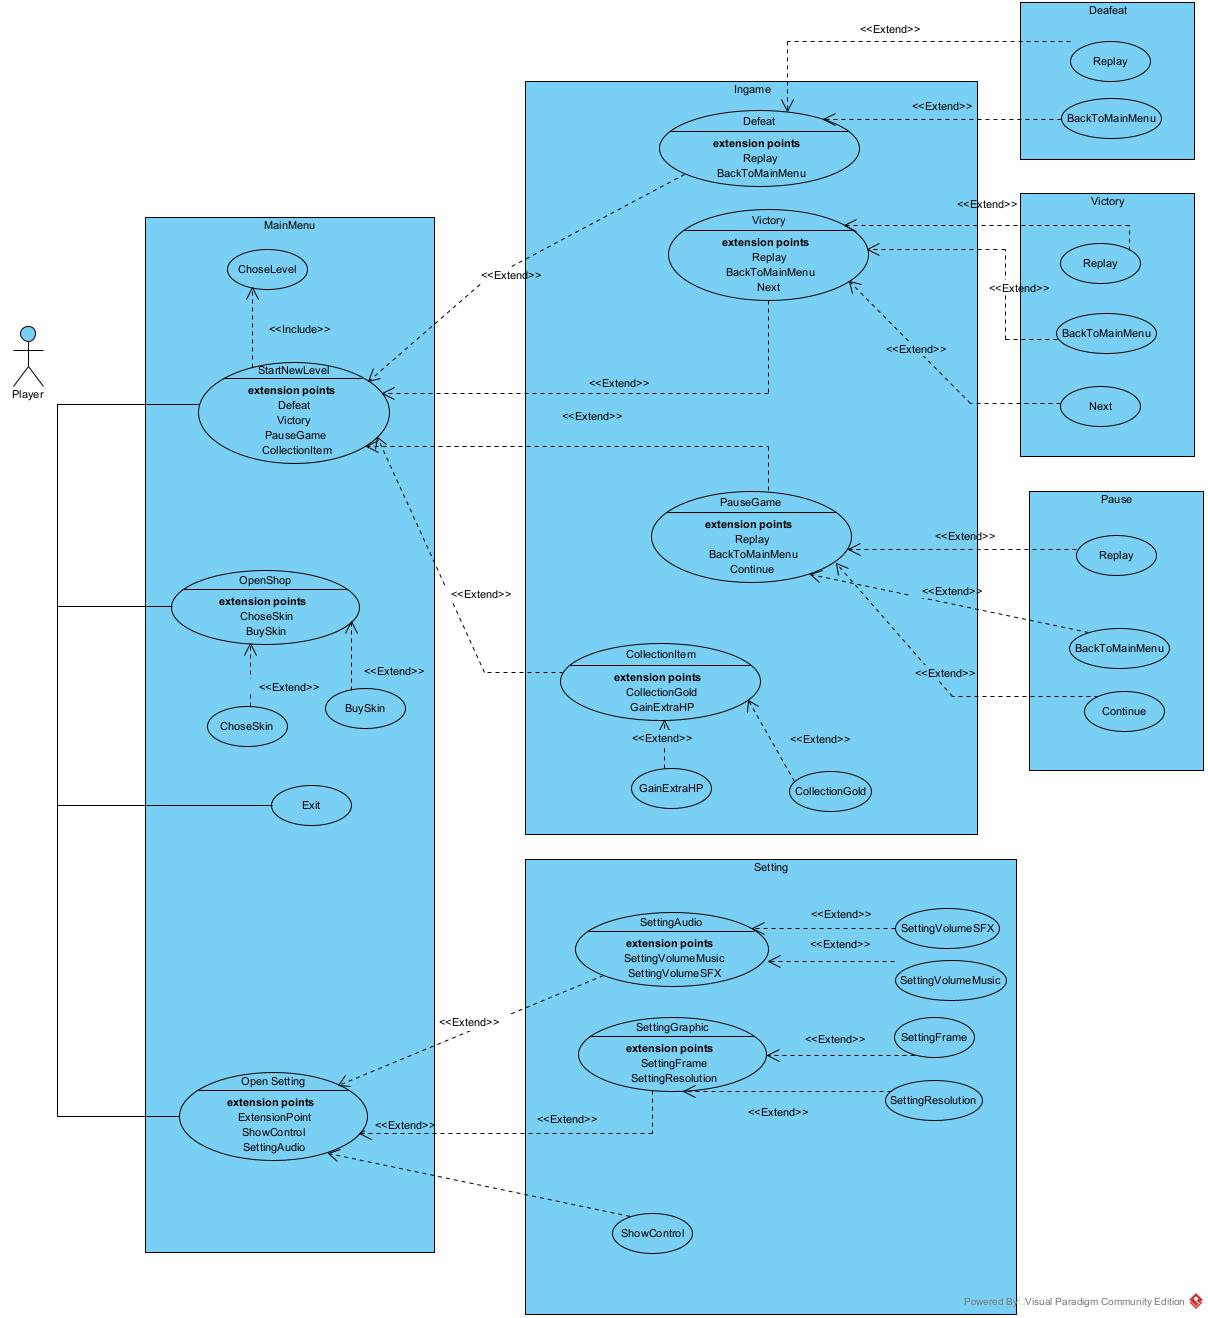 Player
MainMenu
ChoseLevel
<<Include>>
StartNewLevel
extension points
Defeat
Victory
PauseGame
CollectionItem
OpenShop
extension points
ChoseSkin
BuySkin
<<Extend>>
<<Extend>>
ChoseSkin
BuySkin
Exit
Open Setting
extension points
ExtensionPoint
ShowControl
SettingAudio
<<Extend>>
<<Extend>>
<<Extend>>
<<Extend>>
<<Extend>>
Ingame
Defeat
extension points
Replay
BackToMainMenu
Victory
extension points
Replay
BackToMainMenu
Next
<<Extend>>
PauseGame
extension points
Replay
BackToMainMenu
Continue
CollectionItem
extension points
CollectionGold
GainExtraHP
<<Extend>>
<<Extend>>
GainExtraHP
CollectionGold
<<Extend>>
<<Extend>>
Deafeat
Replay
BackToMainMenu
<<Extend>>
<<Extend>>
<<Extend>>
Victory
Replay
BackToMainMenu
Next
<<Extend>>
<<Extend>>
<<Extend>>
Pause
Replay
BackToMainMenu
Continue
Setting
SettingAudio
extension points
SettingVolumeMusic
SettingVolumeSFX
<<Extend>>
<<Extend>>
SettingVolumeSFX
SettingVolumeMusic
SettingGraphic
extension points
SettingFrame
SettingResolution
<<Extend>>
<<Extend>>
SettingFrame
SettingResolution
<<Extend>>
ShowControl
Powered By Visual Paradigm Community Edition